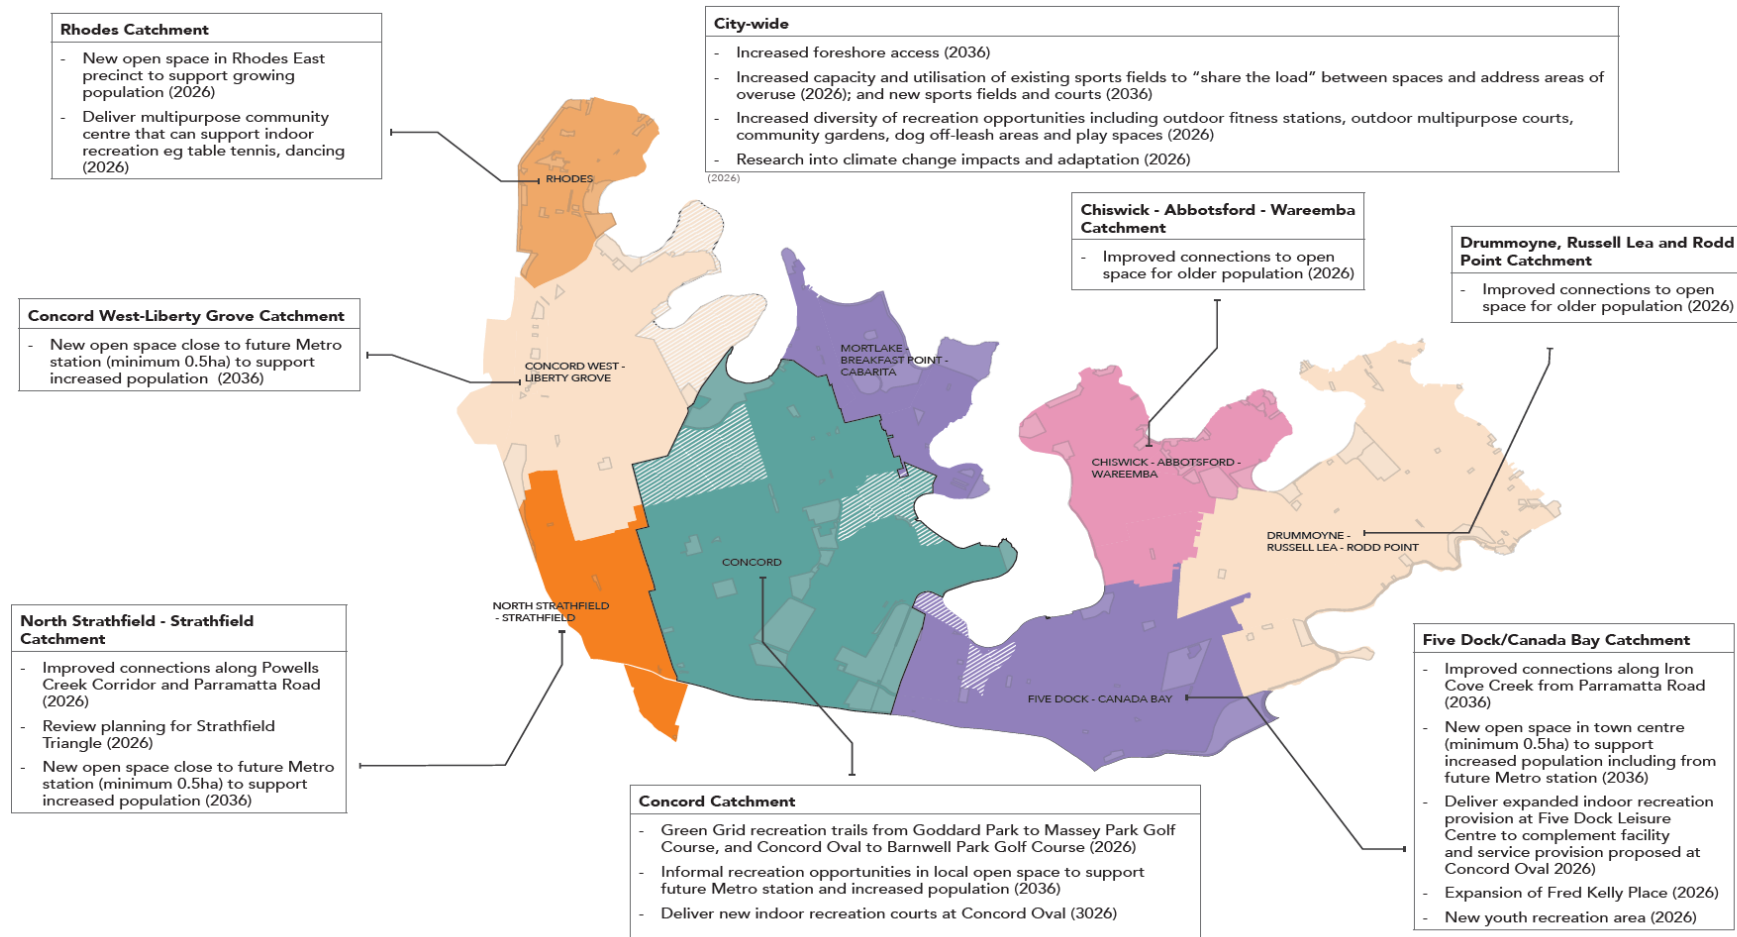 Rhodes Catchment
- New open space in Rhodes East
precinct to support growing
population (2026)
- Deliver multipurpose community
centre that can support indoor
recreation eg table tennis, dancing
(2026)
City-wide
- Increased foreshore access (2036)
- Increased capacity and utilisation of existing sports fields to “share the load” between spaces and address areas of
overuse (2026); and new sports fields and courts (2036)
- Increased diversity of recreation opportunities including outdoor fitness stations, outdoor multipurpose courts,
community gardens, dog off-leash areas and play spaces (2026)
- Research into climate change impacts and adaptation (2026)
(2026)
Chiswick - Abbotsford - Wareemba
Catchment
- Improved connections to open
space for older population (2026)
Drummoyne, Russell Lea and Rodd
Point Catchment
- Improved connections to open
space for older population (2026)
Concord West-Liberty Grove Catchment
- New open space close to future Metro
station (minimum 0.5ha) to support
increased population (2036)
RHODES
CONCORD WEST -
LIBERTY GROVE
MORTLAKE -
BREAKFAST POINT -
CABARITA
CHISWICK - ABBOTSFORD -
WAREEMBA
DRUMMOYNE -
RUSSELL LEA - RODD POINT
CONCORD
NORTH STRATHFIELD
- STRATHFIELD
FIVE DOCK - CANADA BAY
North Strathfield - Strathfield
Catchment
- Improved connections along Powells
Creek Corridor and Parramatta Road
(2026)
- Review planning for Strathfield
Triangle (2026)
- New open space close to future Metro
station (minimum 0.5ha) to support
increased population (2036)
Concord Catchment
- Green Grid recreation trails from Goddard Park to Massey Park Golf
Course, and Concord Oval to Barnwell Park Golf Course (2026)
- Informal recreation opportunities in local open space to support
future Metro station and increased population (2036)
- Deliver new indoor recreation courts at Concord Oval (3026)
Five Dock/Canada Bay Catchment
- Improved connections along Iron
Cove Creek from Parramatta Road
(2036)
- New open space in town centre
(minimum 0.5ha) to support
increased population including from
future Metro station (2036)
- Deliver expanded indoor recreation
provision at Five Dock Leisure
Centre to complement facility
and service provision proposed at
Concord Oval 2026)
- Expansion of Fred Kelly Place (2026)
- New youth recreation area (2026)